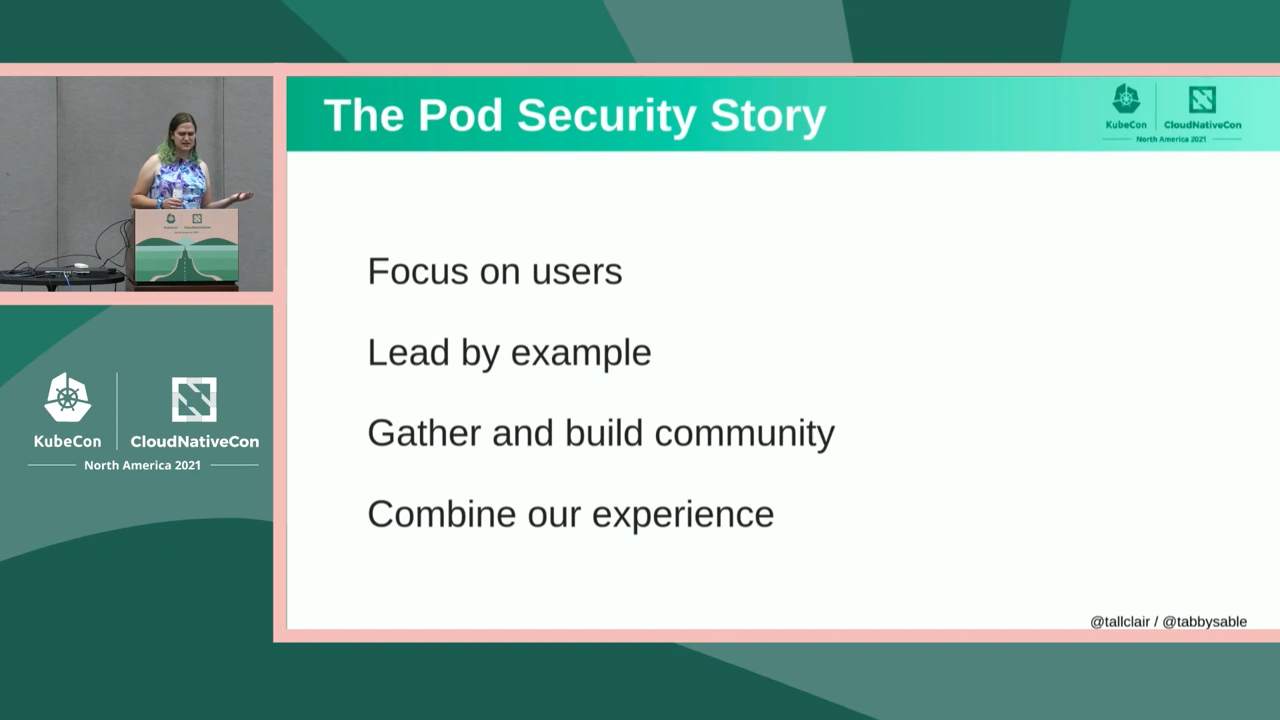 The Pod Security Story
KubeCon
CloudNativeCon
North America 2021
Focus on users
Lead by example
Gather and build community
Combine our experience
@tallclair / @tabbysable
KubeCon
CloudNativeCon
North America 2021